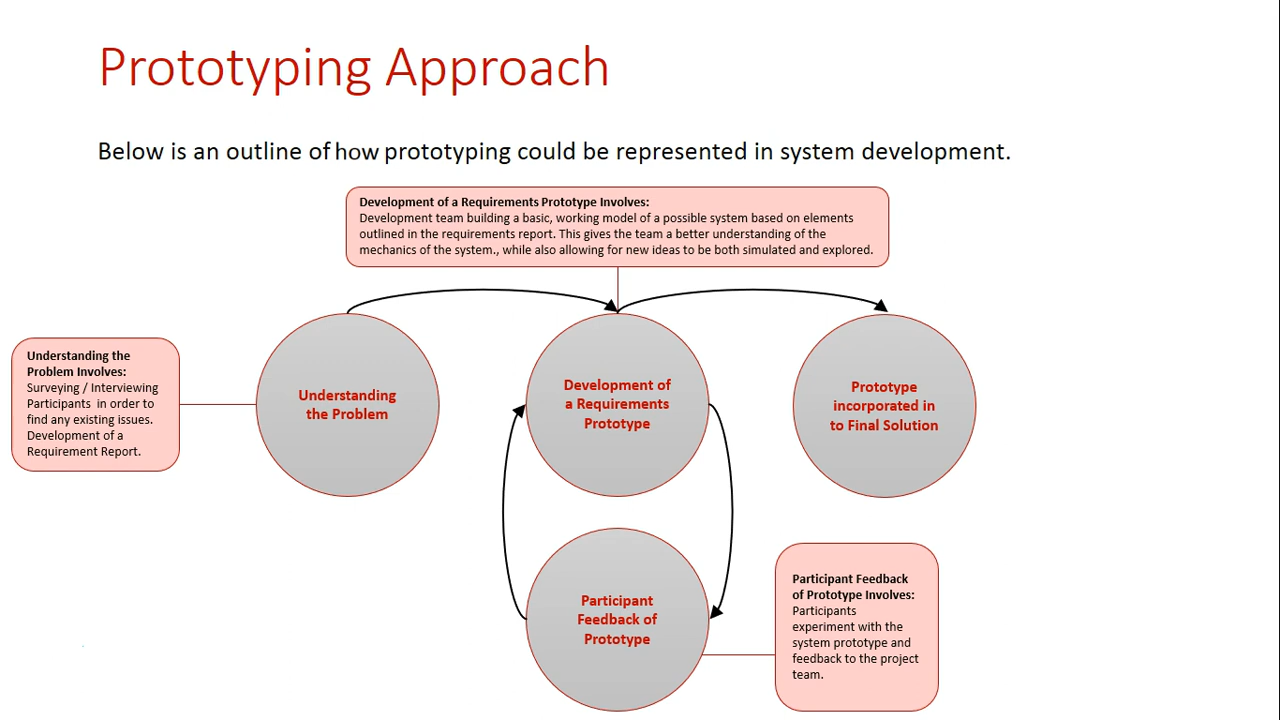 Prototyping Approach
Below is an outline of how prototyping could be represented in system development.
Development of a Requirements Prototype Involves:
Development team building a basic, working model of a possible system based on elements
outlined in the requirements report. This gives the team a better understanding of the
mechanics of the system., while also allowing for new ideas to be both simulated and explored.
Understanding the
Problem Involves:
Surveying / Interviewing
Participants in order to
find any existing issues.
Development of a
Requirement Report.
Understanding
the Problem
Development of
a Requirements
Prototype
Prototype
incorporated in
to Final Solution
Participant
Feedback of
Prototype
Participant Feedback
of Prototype Involves:
Participants
experiment with the
system prototype and
feedback to the project
team.